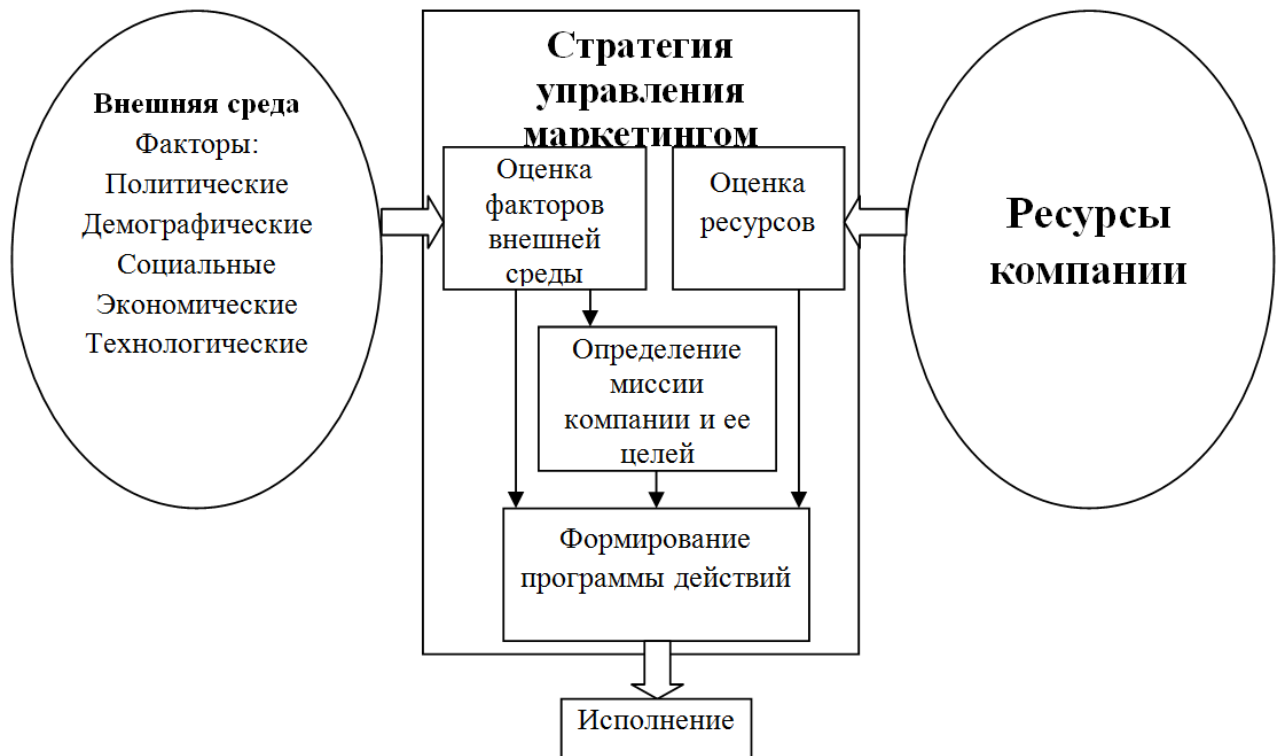 Стратегия
управления
маркетингом
Внешняя среда
Факторы:
Политические
Демографические
Социальные
Экономические
Технологические
Оценка
факторов
внешней
среды
Оценка
ресурсов
Ресурсы
компании
Определение
миссии
компании и ее
целей
Формирование
программы действий
Исполнение